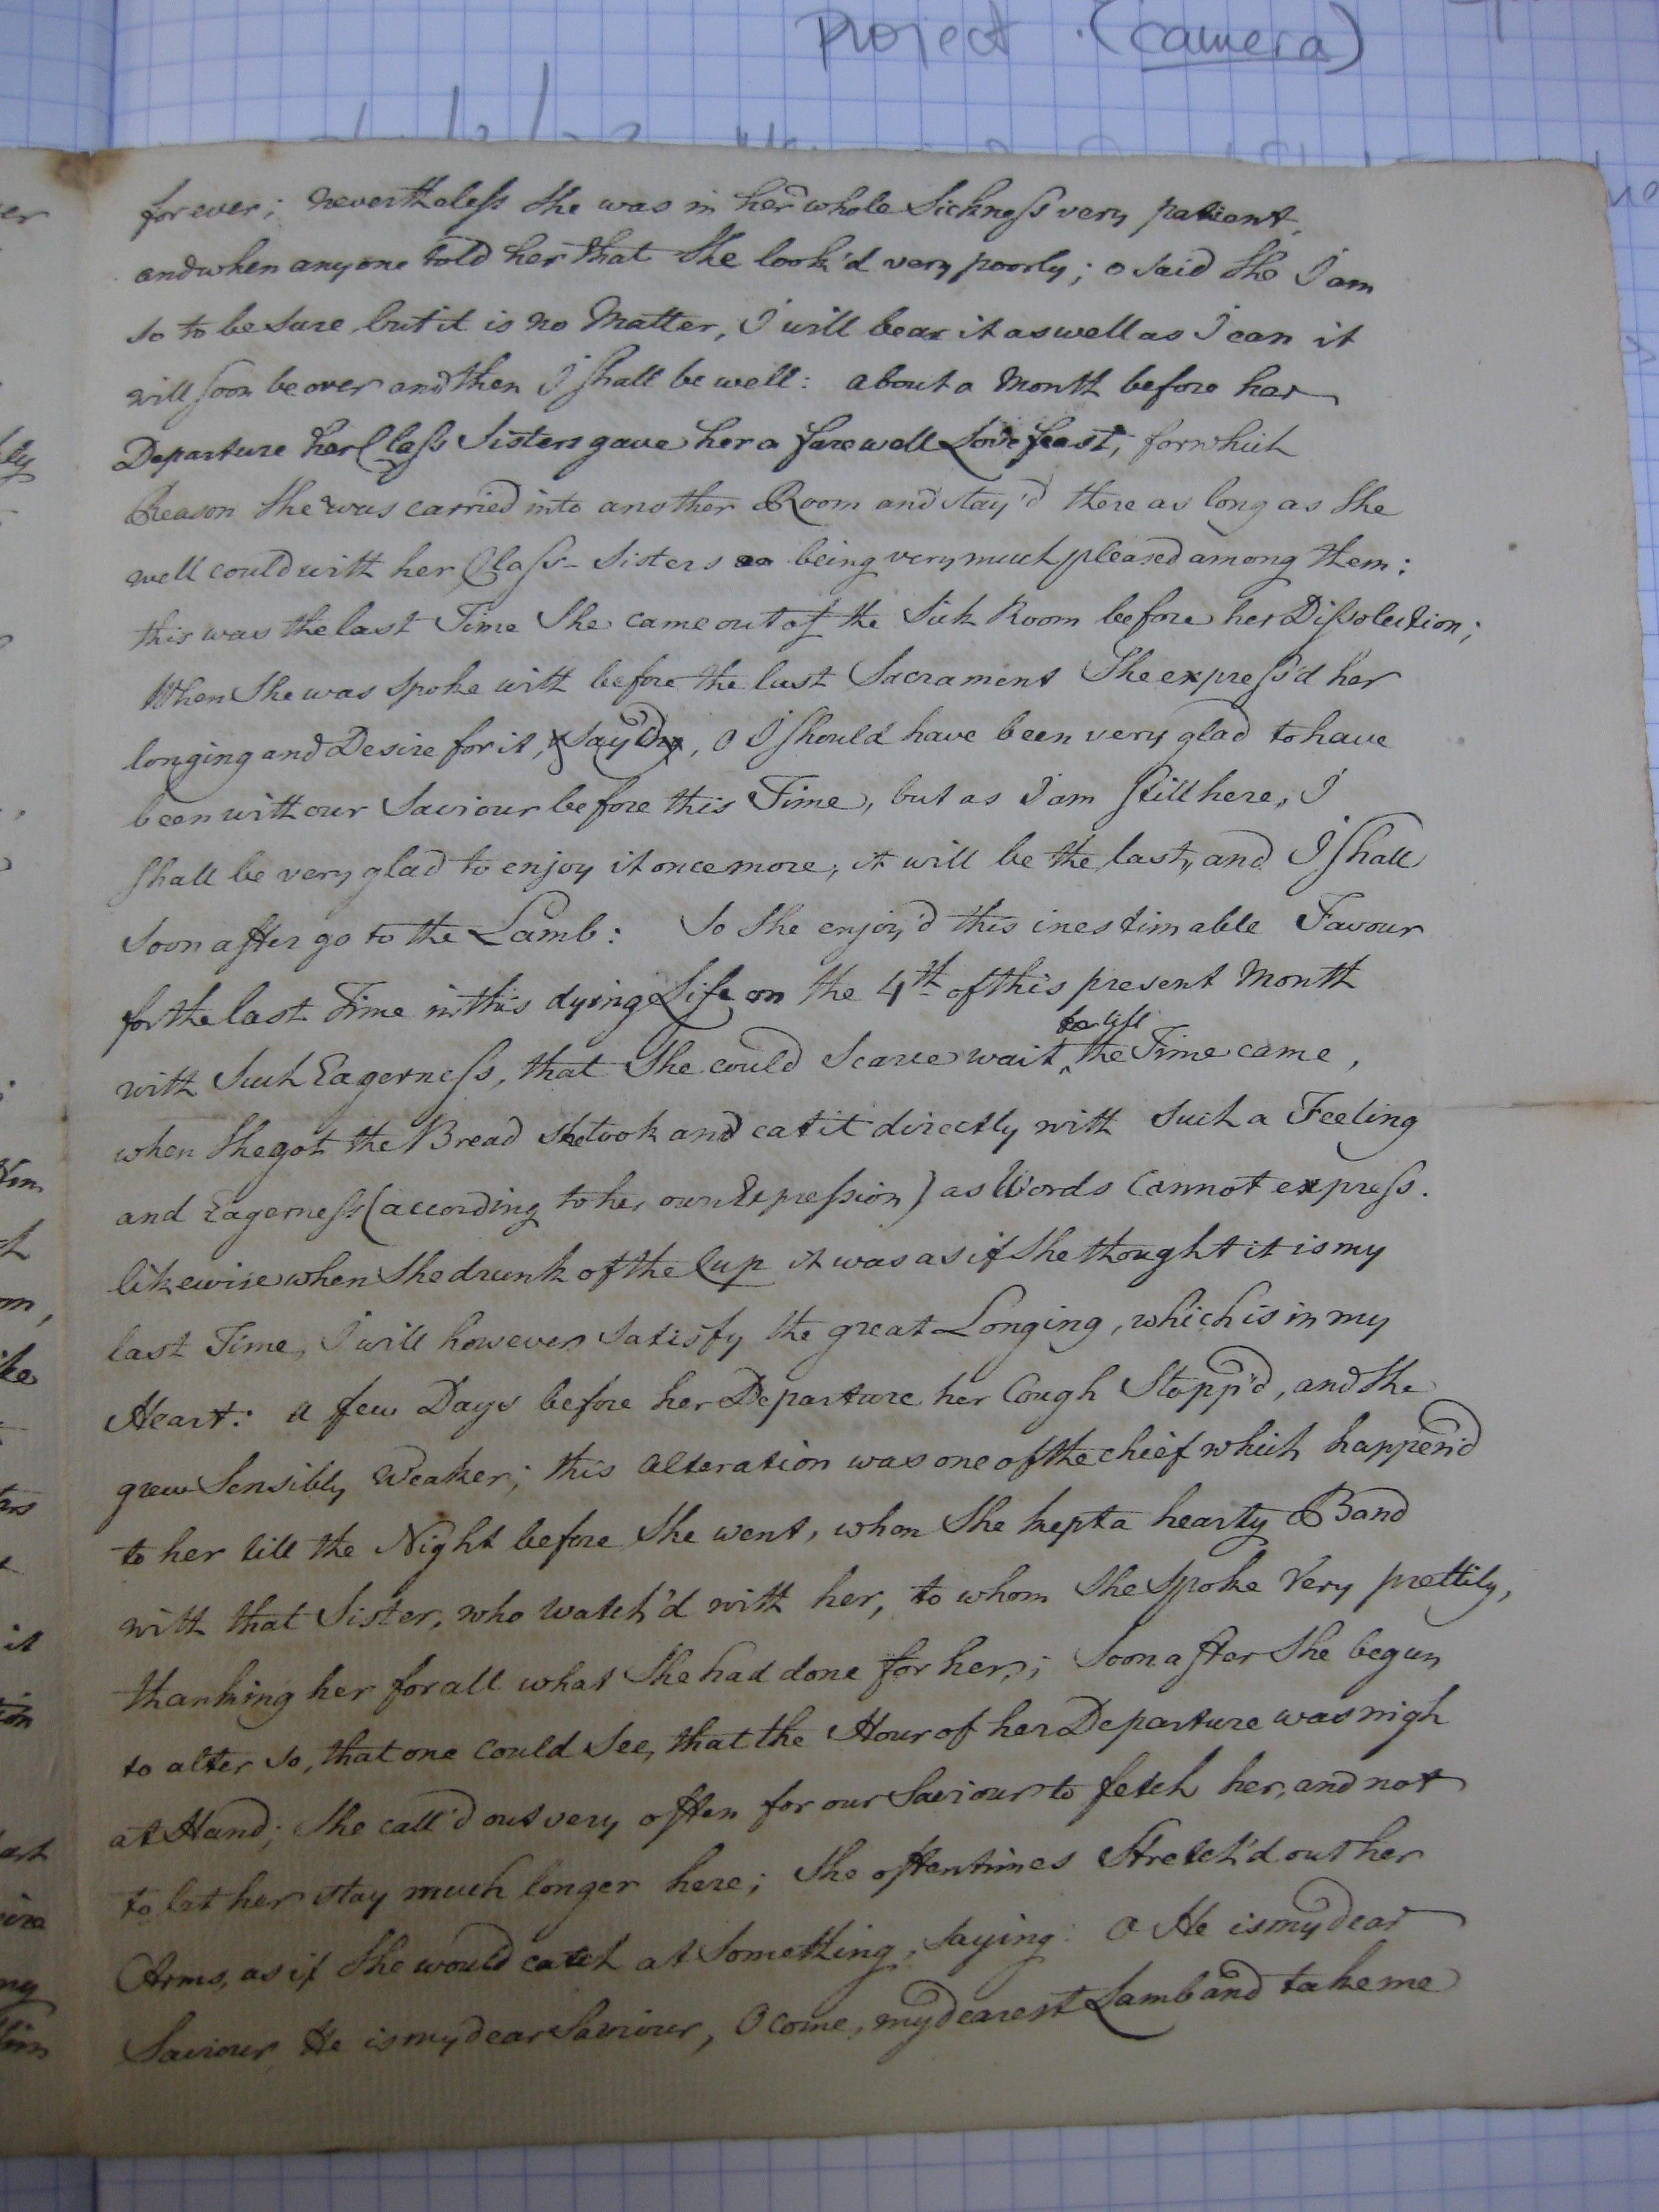 Project . (camera)
for ever; nevertheless She was in her whole Sickness very patient,
and when any one told her that She look'd very poorly; o said She I am
so to be sure, but it is no Matter, I will bear it as well as I can it
will soon be over and then I shall be well: about a Month before her
Departure her Class Sisters gave her a farewell Lovefeast, for which
Reason She was carried into another Room and stay'd there as long as She
well could with her Class-Sisters being very much pleased among them:
this was the last Time She came out of the Sick Room before her Dissolution;
When She was spoke with before the last Sacrament She express'd her
longing and Desire for it, & say'd, O I should have been very glad to have
been with our Saviour before this Time, but as I am still here, I
shall be very glad to enjoy it once more, it will be the last, and I shall
soon after go to the Lamb: So She enjoy'd this inestimable Favour
for the last Time in this dying Life on the 4th of this present Month
till
with Such Eagerness, that She could Scarce wait the Time came,
when She got the Bread she took and eat it directly with Such a Feeling
and Eagerness (according to her own Expression) as Words Cannot express.
likewise when She drunk of the Cup it was as if She thought it is my
last Time, I will however satisfy the great Longing, which is in my
Heart: a few Days before her Departure her Cough Stopp'd, and She
grew Sensibly Weaker; this alteration was one of the chief which happen'd
to her till the Night before She went, when She kept a hearty Band
with that Sister, who Watch'd with her, to whom She Spoke Very prettily,
thanking her for all what She had done for her; Soon after She begun
to alter so, that one Could See, that the Hour of her Departure was nigh
at Hand; She call'd out very often for our Saviour to fetch her, and not
to let her stay much longer here; She oftentimes Stretch'd out her
Arms, as if She would catch at Something, saying: O He is my dear
Saviour He is my dear Saviour, O come, my dearest Lamb and take me